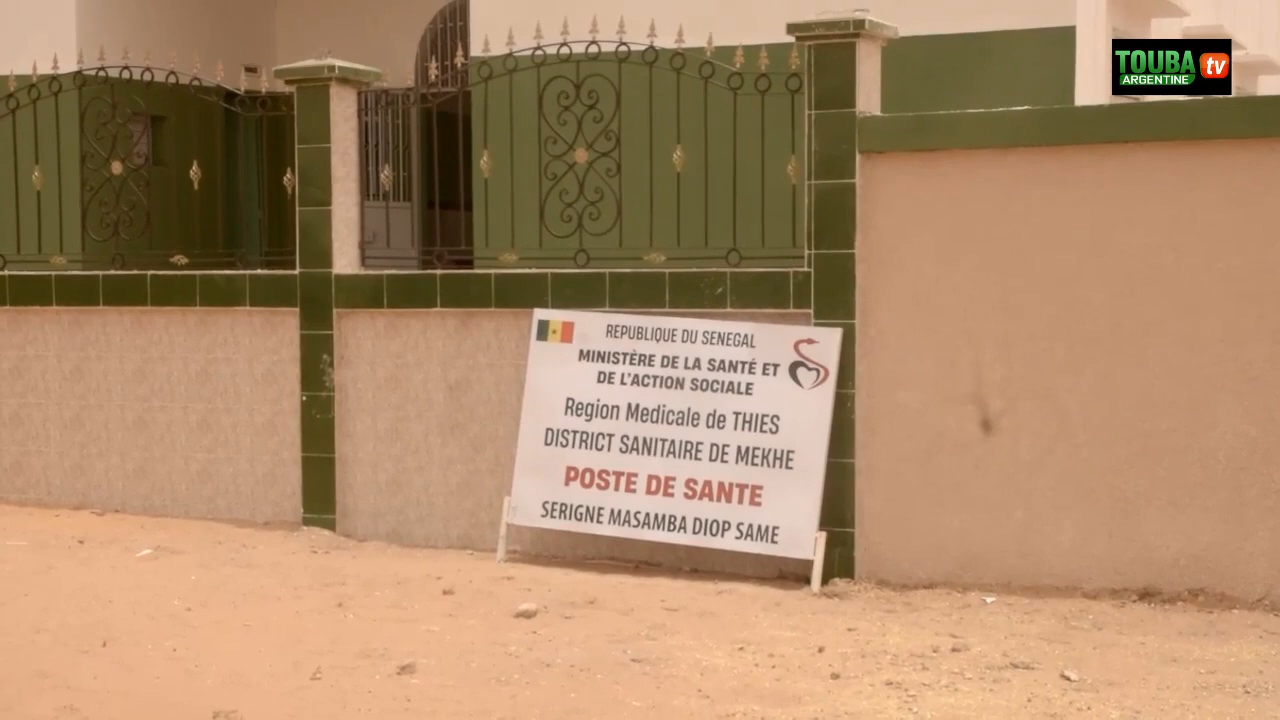 TOUBA tv
ARGENTINE
REPUBLIQUE DU SENEGAL
MINISTÈRE DE LA SANTÉ ET
DE L'ACTION SOCIALE
Region Medicale de THIES
DISTRICT SANITAIRE DE MEKHE
POSTE DE SANTE
SERIGNE MASAMBA DIOP SAME